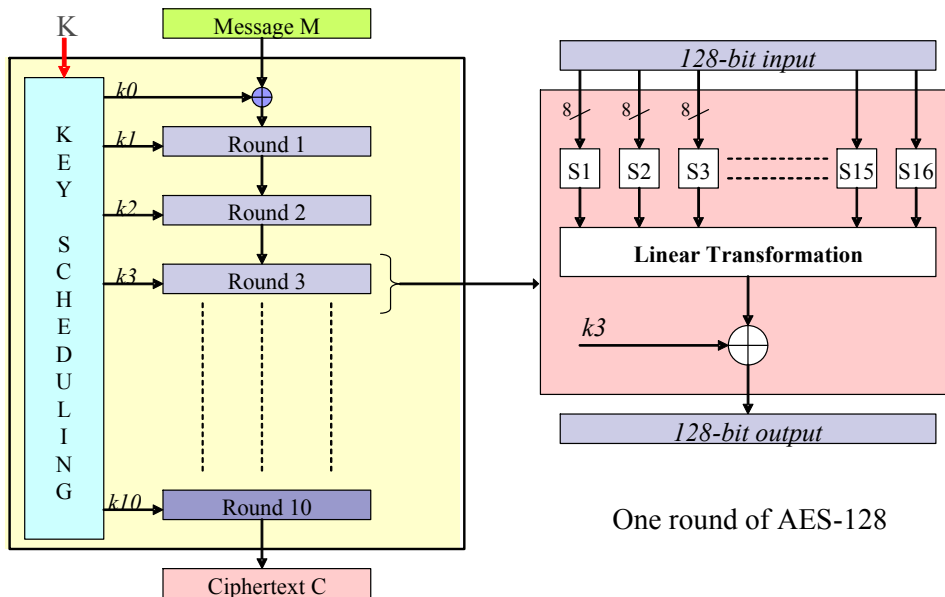 K
Message M
k0
k1
Round 1
k2
Round 2
k3
Round 3
k10
Round 10
Ciphertext C
K
E
Y
S
C
H
E
D
U
L
I
N
G
128-bit input
8
8
8
S1
S2
S3
S15
S16
Linear Transformation
k3
128-bit output
One round of AES-128